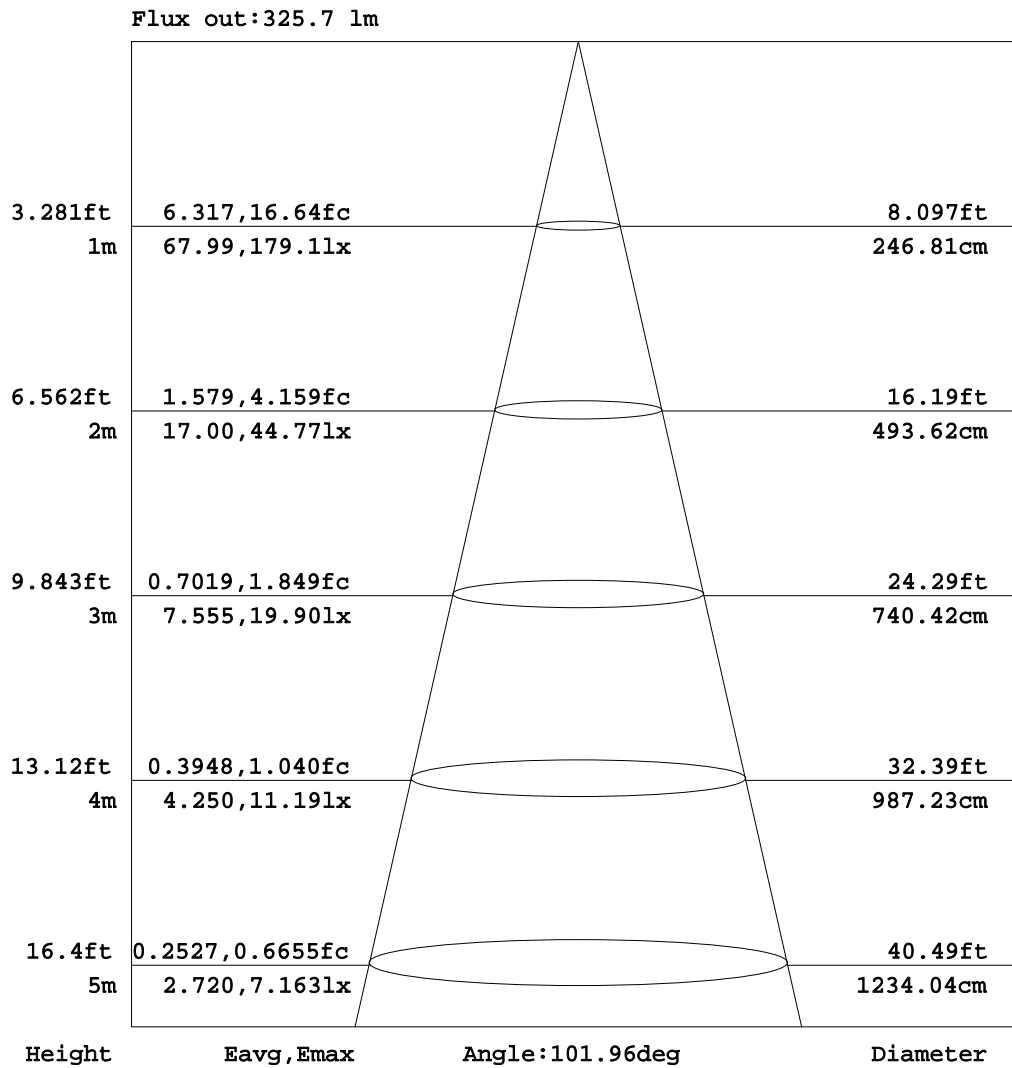 Flux out:325.7 lm
3.281ft 6.317,16.64fc 8.097ft
1m 67.99,179.1lx 246.81cm
6.562ft 1.579,4.159fc 16.19ft
2m 17.00,44.77lx 493.62cm
9.843ft 0.7019,1.849fc 24.29ft
3m 7.555,19.90lx 740.42cm
13.12ft 0.3948,1.040fc 32.39ft
4m 4.250,11.19lx 987.23cm
16.4ft 0.2527,0.6655fc 40.49ft
5m 2.720,7.163lx 1234.04cm
Height Eavg,Emax Angle:101.96deg Diameter